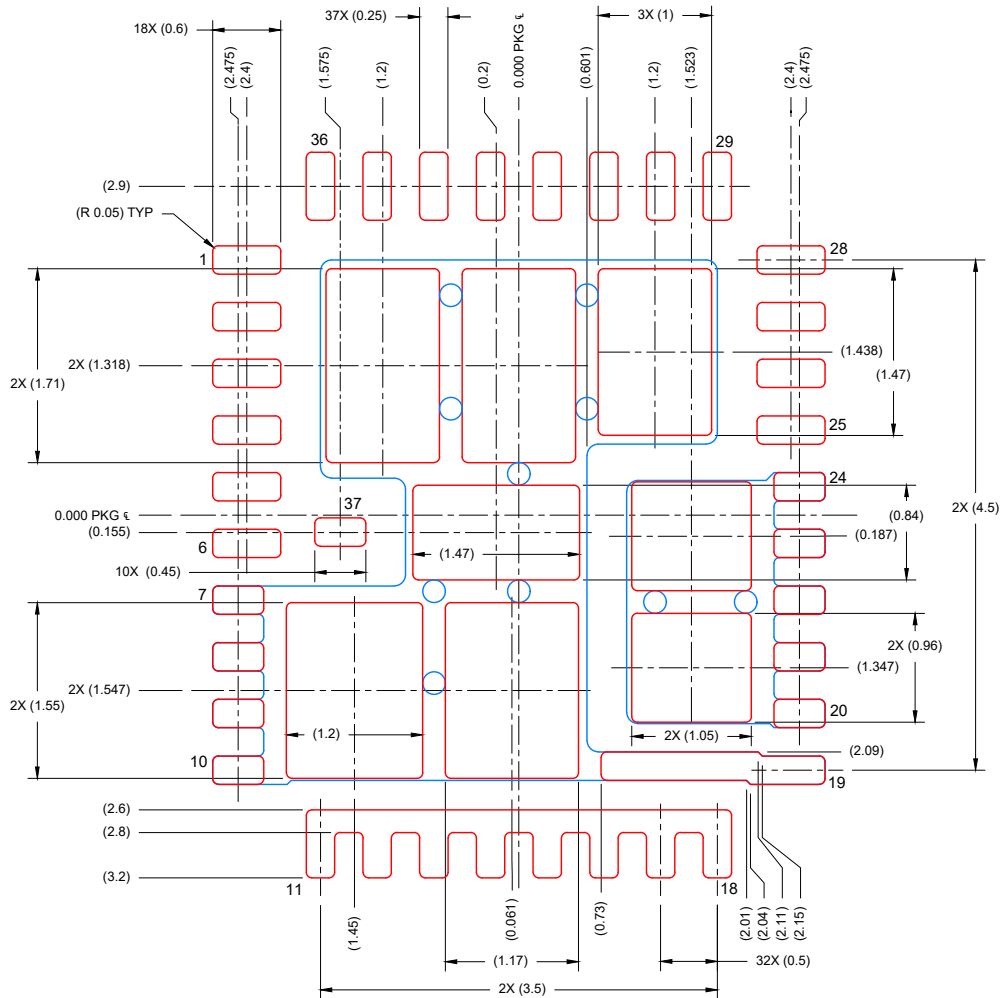 18X (0.6)
37X (0.25)
3X (1)
(2.475)
(2.4)
(1.575)
(1.2)
(0.2)
0.000 PKG ℄
(0.601)
(1.2)
(1.523)
(2.4)
(2.475)
36
29
(2.9)
(R 0.05) TYP
1
28
2X (1.318)
2X (1.71)
(1.438)
(1.47)
25
24
37
0.000 PKG ℄
(0.155)
6
(1.47)
10X (0.45)
(0.84)
(0.187)
2X (4.5)
7
2X (0.96)
(1.347)
2X (1.547)
2X (1.55)
(1.2)
20
2X (1.05)
(2.09)
10
19
(2.6)
(2.8)
(3.2)
11
18
(1.45)
(0.061)
(0.73)
(2.01)
(2.04)
(2.11)
(2.15)
(1.17)
32X (0.5)
2X (3.5)